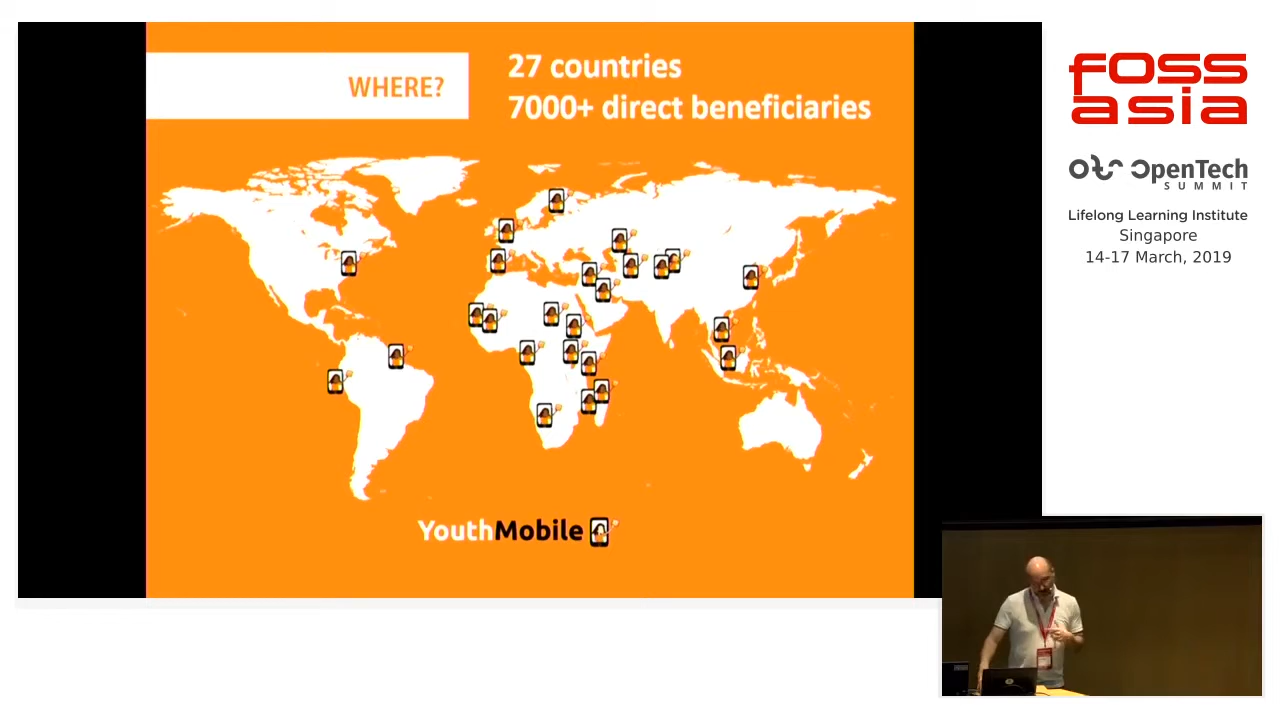 WHERE?
27 countries
7000+ direct beneficiaries
YouthMobile
fOSS
asia
OpenTech
SUMMIT
Lifelong Learning Institute
Singapore
14-17 March, 2019